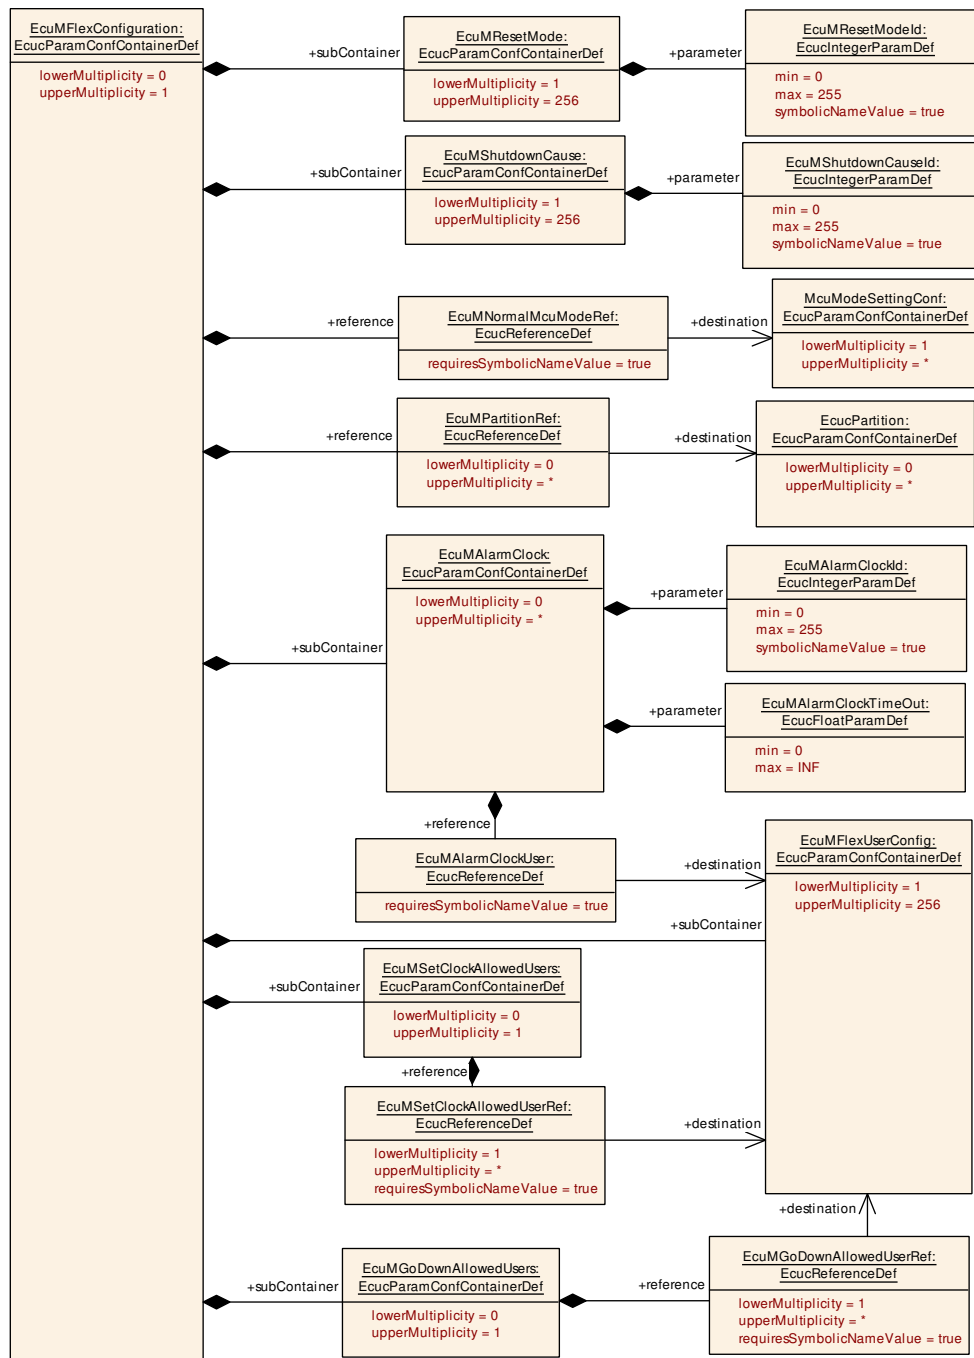 EcuMFlexConfiguration:
EcucParamConfContainerDef
lowerMultiplicity = 0
upperMultiplicity = 1
+subContainer
EcuMResetMode:
EcucParamConfContainerDef
lowerMultiplicity = 1
upperMultiplicity = 256
+parameter
EcuMResetModeId:
EcucIntegerParamDef
min = 0
max = 255
symbolicNameValue = true
+subContainer
EcuMShutdownCause:
EcucParamConfContainerDef
lowerMultiplicity = 1
upperMultiplicity = 256
+parameter
EcuMShutdownCauseId:
EcucIntegerParamDef
min = 0
max = 255
symbolicNameValue = true
+reference
EcuMNormalMcuModeRef:
EcucReferenceDef
requiresSymbolicNameValue = true
+destination
McuModeSettingConf:
EcucParamConfContainerDef
lowerMultiplicity = 1
upperMultiplicity = *
+reference
EcuMPartitionRef:
EcucReferenceDef
lowerMultiplicity = 0
upperMultiplicity = *
+destination
EcucPartition:
EcucParamConfContainerDef
lowerMultiplicity = 0
upperMultiplicity = *
+subContainer
EcuMAlarmClock:
EcucParamConfContainerDef
lowerMultiplicity = 0
upperMultiplicity = *
+parameter
EcuMAlarmClockId:
EcucIntegerParamDef
min = 0
max = 255
symbolicNameValue = true
+parameter
EcuMAlarmClockTimeOut:
EcucFloatParamDef
min = 0
max = INF
+reference
EcuMAlarmClockUser:
EcucReferenceDef
requiresSymbolicNameValue = true
+destination
EcuMFlexUserConfig:
EcucParamConfContainerDef
lowerMultiplicity = 1
upperMultiplicity = 256
+subContainer
+subContainer
EcuMSetClockAllowedUsers:
EcucParamConfContainerDef
lowerMultiplicity = 0
upperMultiplicity = 1
+reference
EcuMSetClockAllowedUserRef:
EcucReferenceDef
lowerMultiplicity = 1
upperMultiplicity = *
requiresSymbolicNameValue = true
+destination
+destination
+subContainer
EcuMGoDownAllowedUsers:
EcucParamConfContainerDef
lowerMultiplicity = 0
upperMultiplicity = 1
+reference
EcuMGoDownAllowedUserRef:
EcucReferenceDef
lowerMultiplicity = 1
upperMultiplicity = *
requiresSymbolicNameValue = true